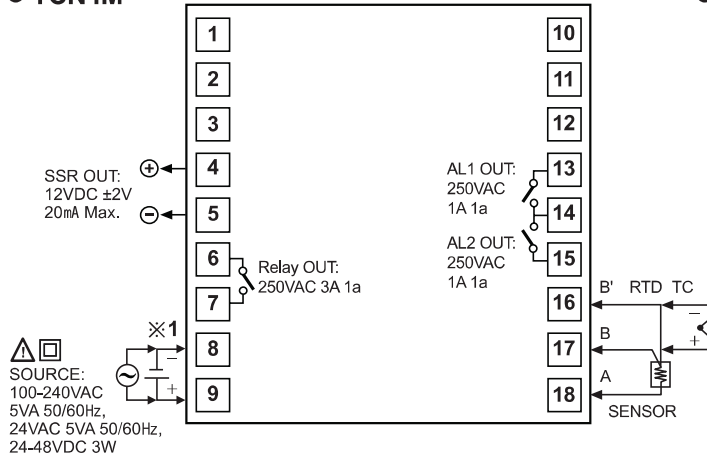 1
2
3
4
5
6
7
8
9
10
11
12
13
14
15
16
17
18
SSR OUT:
12VDC ±2V
20mA Max.
+
−
Relay OUT:
250VAC 3A 1a
※1
−
+
SOURCE:
100-240VAC
5VA 50/60Hz,
24VAC 5VA 50/60Hz,
24-48VDC 3W
AL1 OUT:
250VAC
1A 1a
AL2 OUT:
250VAC
1A 1a
B' RTD TC
B
A
−
+
SENSOR